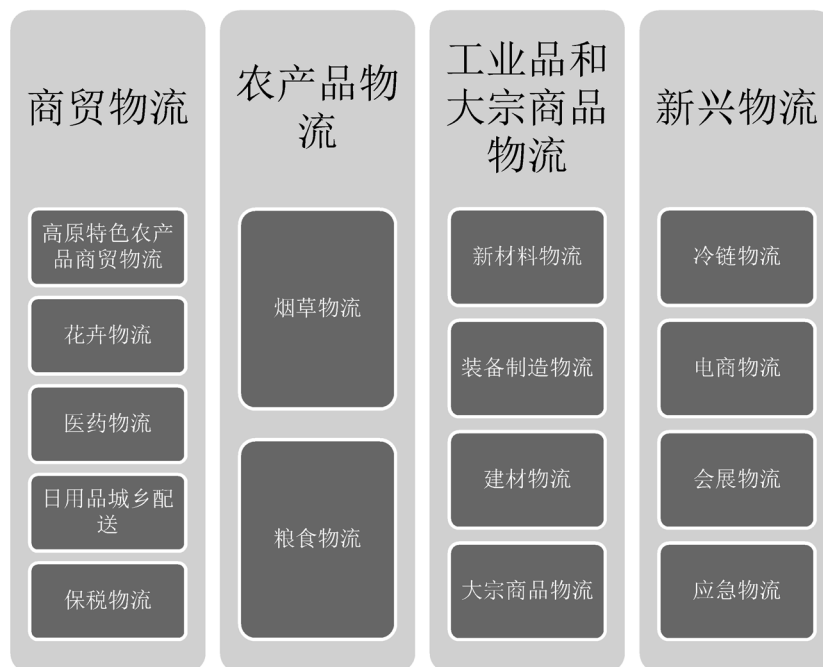 商贸物流
高原特色农产
品商贸物流
花卉物流
医药物流
日用品城乡配
送
保税物流
农产品物
流
烟草物流
粮食物流
工业品和
大宗商品
物流
新材料物流
装备制造物流
建材物流
大宗商品物流
新兴物流
冷链物流
电商物流
会展物流
应急物流